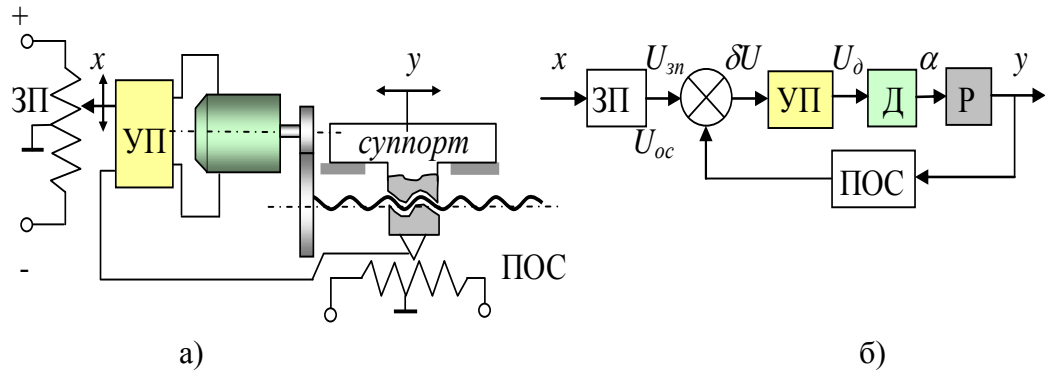 +
x
ЗП
УП
-
y
суппорт
ПОС
а)
x
ЗП
U_зп
U_ос
δU
УП
U_д
Д
α
Р
y
ПОС
б)